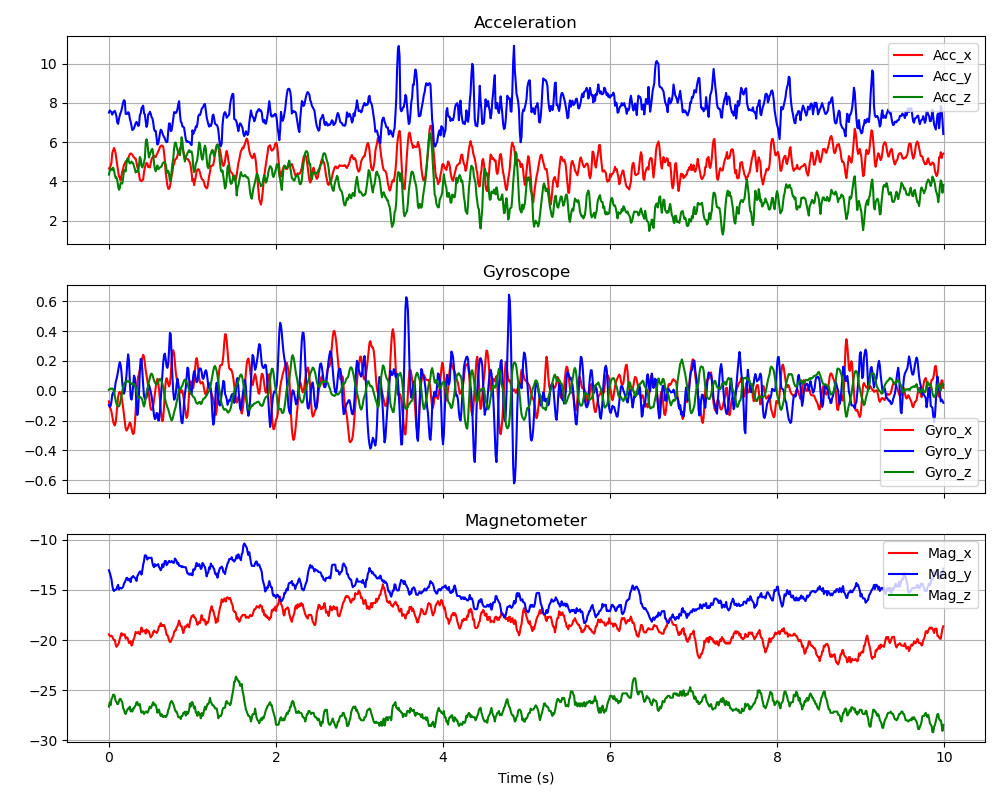 Acceleration
10
8
6
4
2
Acc_x
Acc_y
Acc_z
Gyroscope
0.6
0.4
0.2
0.0
−0.2
−0.4
−0.6
Gyro_x
Gyro_y
Gyro_z
Magnetometer
−10
−15
−20
−25
−30
Mag_x
Mag_y
Mag_z
0 2 4 6 8 10
Time (s)